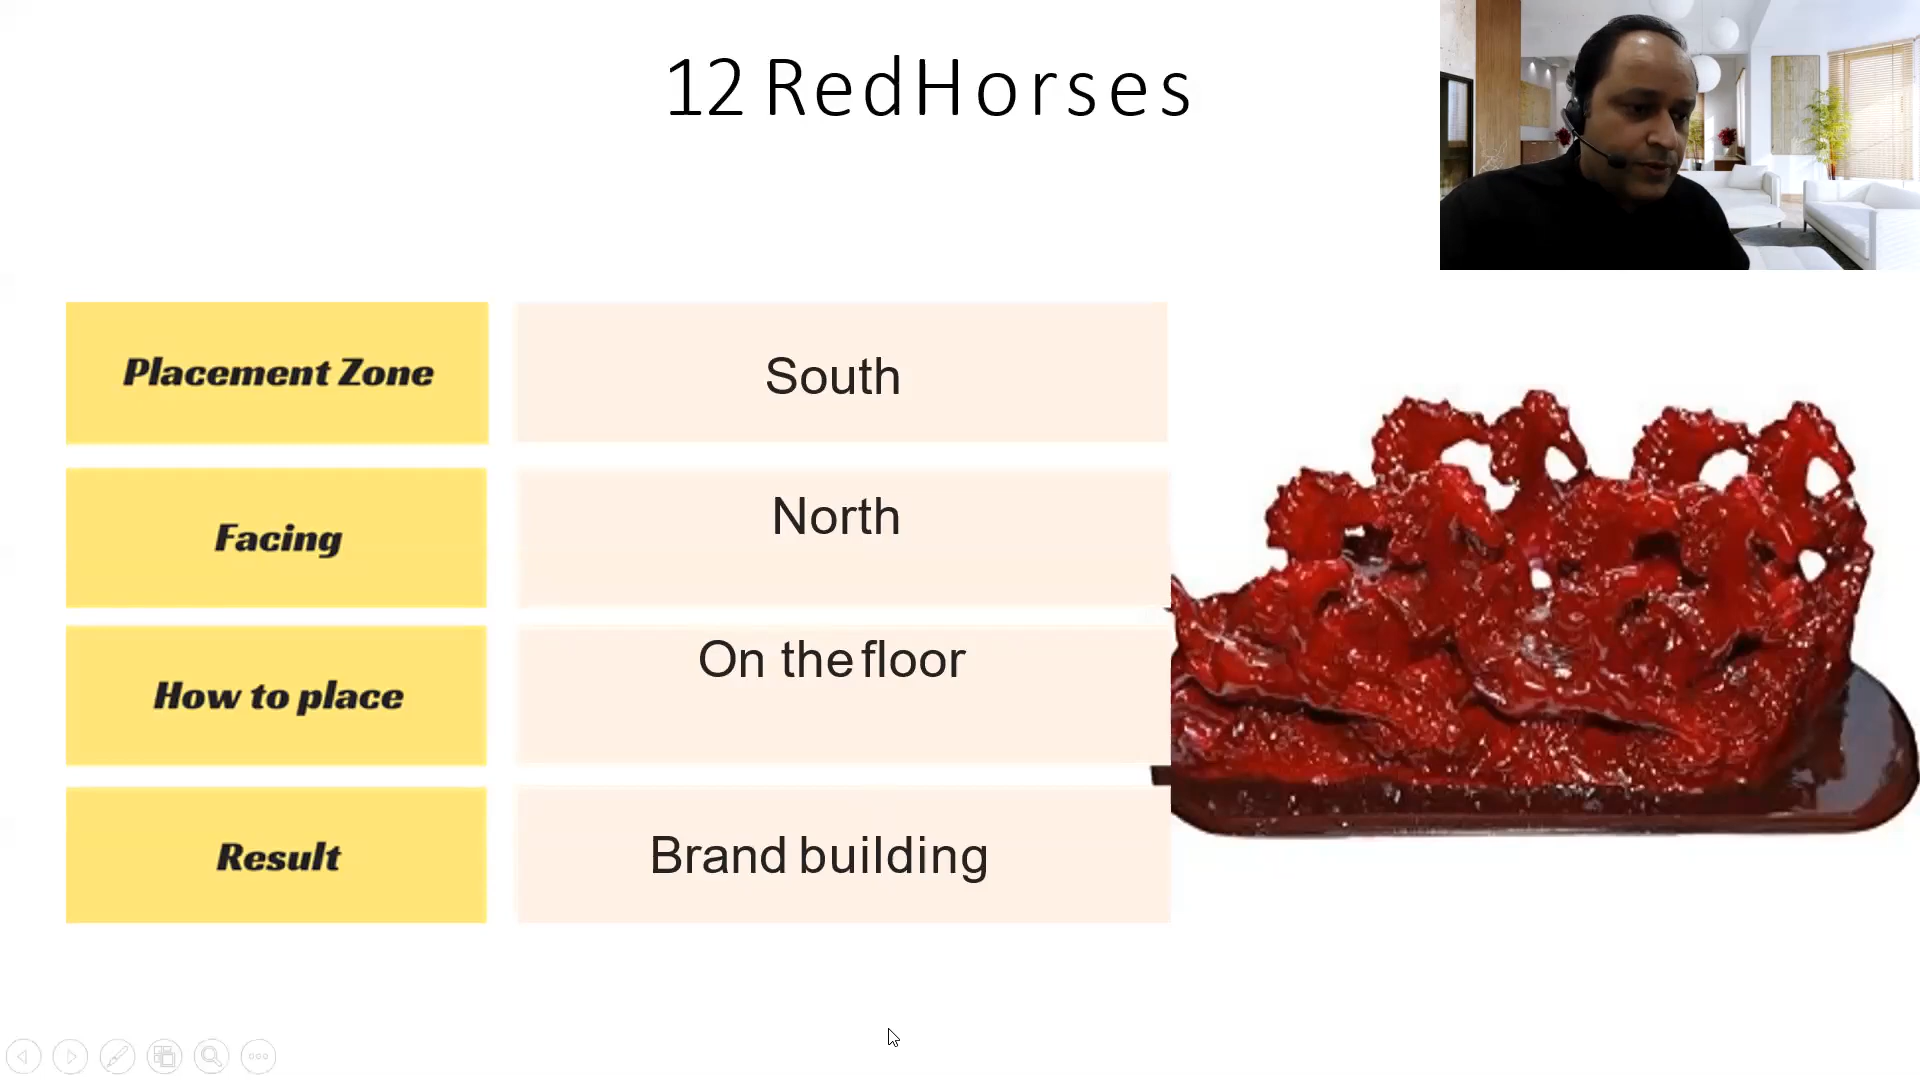 12 RedHorses
Placement Zone
South
Facing
North
How to place
On the floor
Result
Brand building